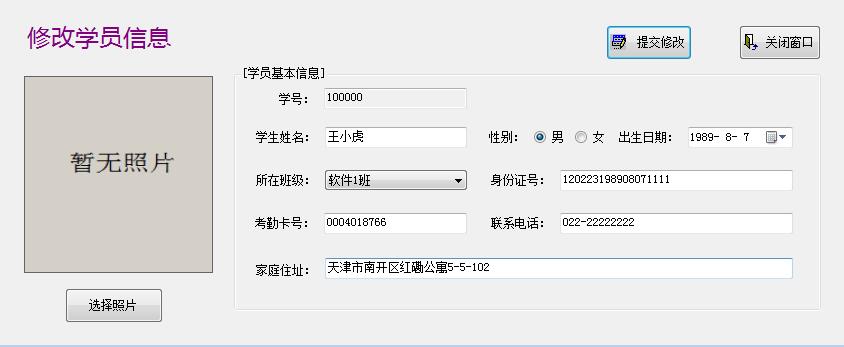 修改学员信息
提交修改 关闭窗口
[学员基本信息]
学号： 100000
学生姓名： 王小虎 性别： 男 女 出生日期： 1989- 8- 7
暂无照片
所在班级： 软件1班 身份证号： 120223198908071111
考勤卡号： 0004018766 联系电话： 022-22222222
家庭住址： 天津市南开区红磡公寓5-5-102
选择照片